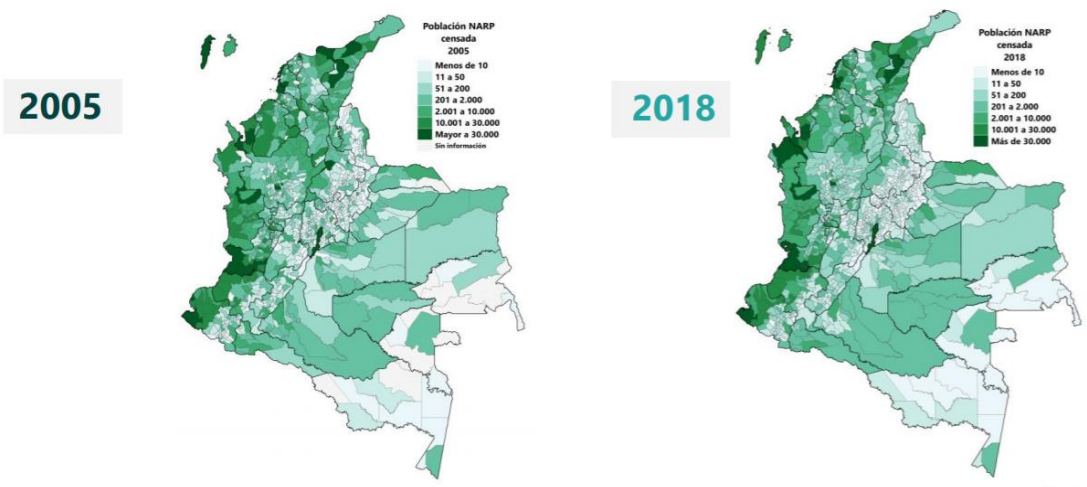 2005
Población NARP
censada
2005
Menos de 10
11 a 50
51 a 200
201 a 2.000
2.001 a 10.000
10.001 a 30.000
Mayor a 30.000
Sin información
2018
Población NARP
censada
2018
Menos de 10
11 a 50
51 a 200
201 a 2.000
2.001 a 10.000
10.001 a 30.000
Más de 30.000